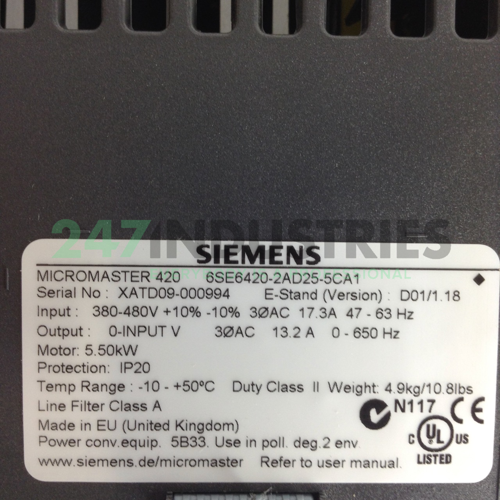 247INDUSTRIES
SIEMENS
MICROMASTER 420 6SE6420-2AD25-5CA1
Serial No : XATD09-000994 E-Stand (Version) : D01/1.18
Input : 380-480V +10% -10% 3ØAC 17.3A 47 - 63 Hz
Output : 0-INPUT V 3ØAC 13.2 A 0 - 650 Hz
Motor: 5.50kW
Protection: IP20
Temp Range : -10 - +50ºC Duty Class II Weight: 4.9kg/10.8lbs
Line Filter Class A
N117 CE
Made in EU (United Kingdom)
C UL US
Power conv.equip. 5B33. Use in poll. deg.2 env.
LISTED
www.siemens.de/micromaster Refer to user manual.